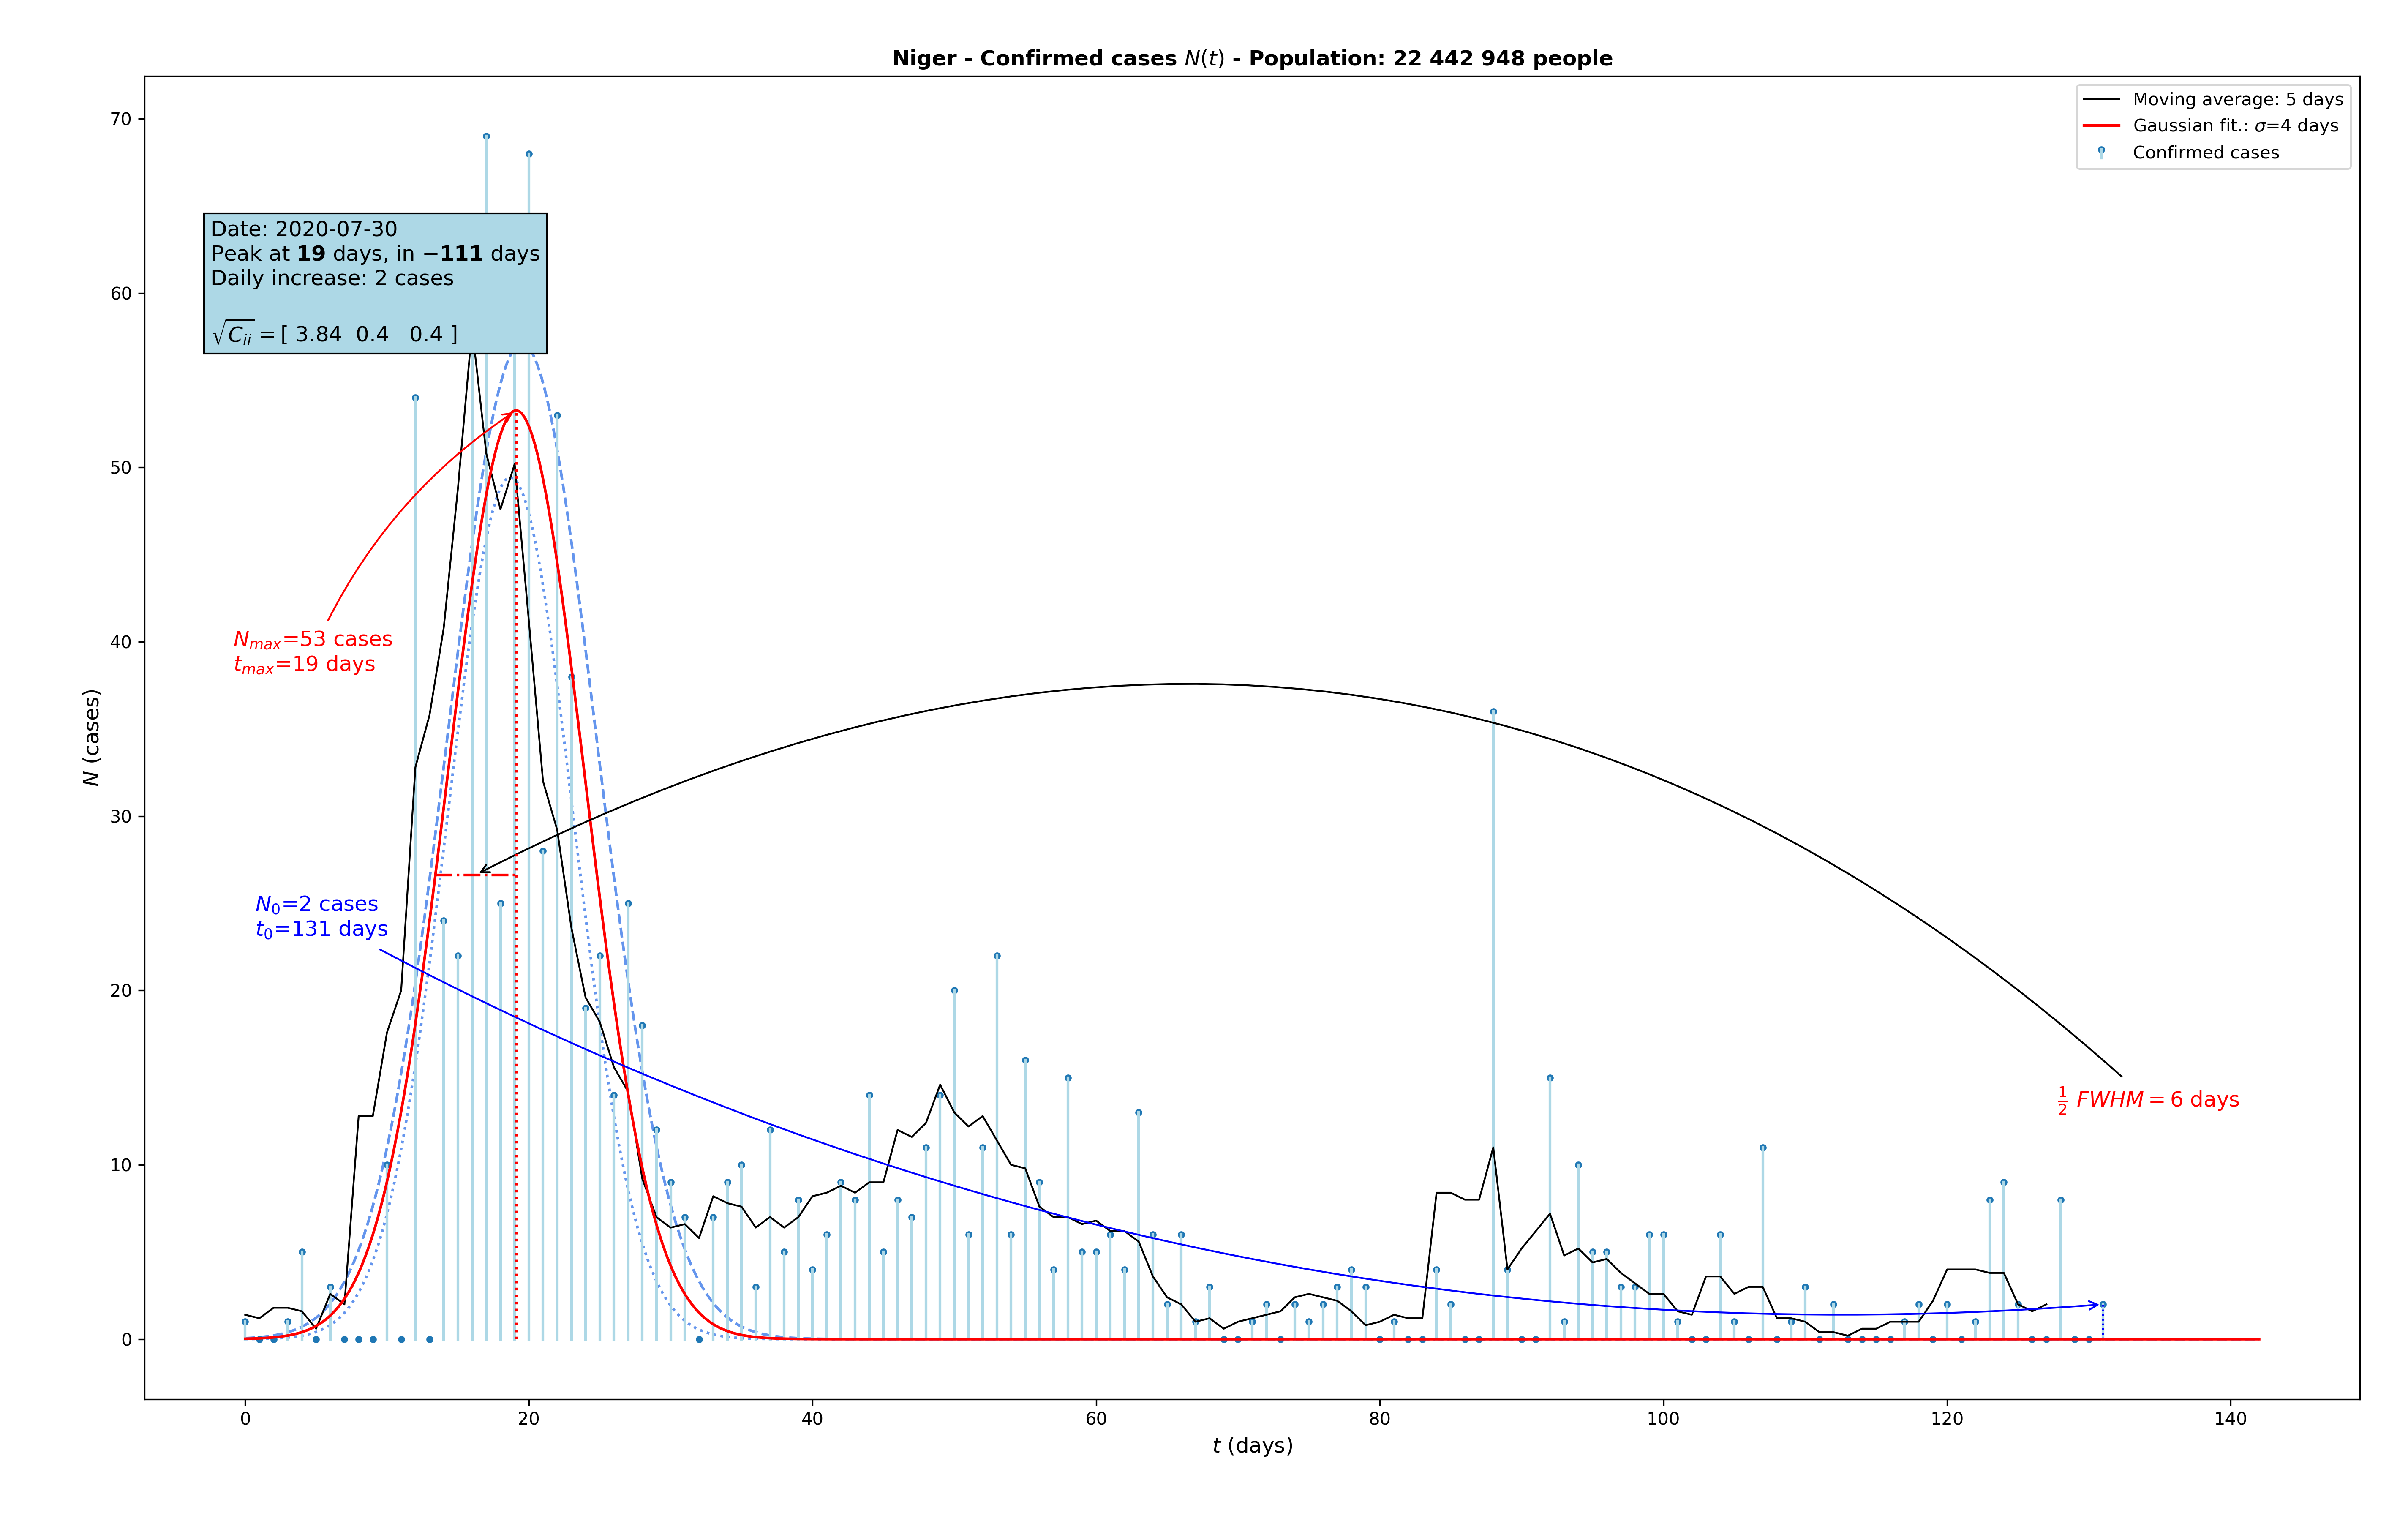 Niger - Confirmed cases N(t) - Population: 22 442 948 people
Moving average: 5 days
Gaussian fit.: σ=4 days
Confirmed cases
Date: 2020-07-30
Peak at 19 days, in −111 days
Daily increase: 2 cases
√C_ii = [ 3.84 0.4 0.4 ]
N_max=53 cases
t_max=19 days
N_0=2 cases
t_0=131 days
1/2 FWHM = 6 days
N (cases)
70
60
50
40
30
20
10
0
0 20 40 60 80 100 120 140
t (days)